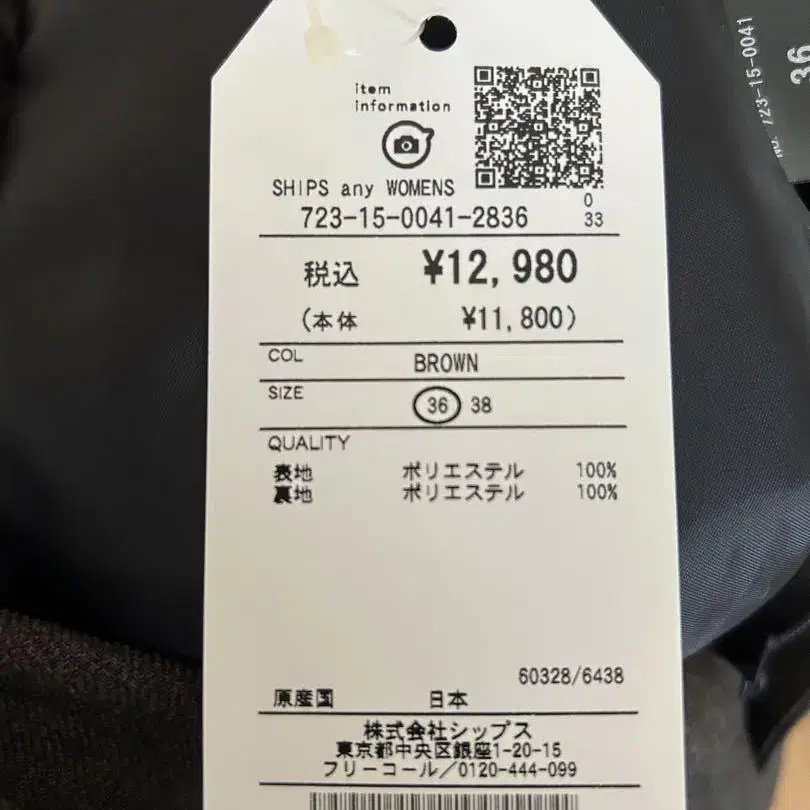 item
information
SHIPS any WOMENS
723-15-0041-2836
0
33
税込 ¥12,980
(本体 ¥11,800)
COL BROWN
SIZE 36 38
QUALITY
表地 ポリエステル 100%
裏地 ポリエステル 100%
60328/6438
原産国 日本
株式会社シップス
東京都中央区銀座1-20-15
フリーコール/0120-444-099
723-15-0041
36